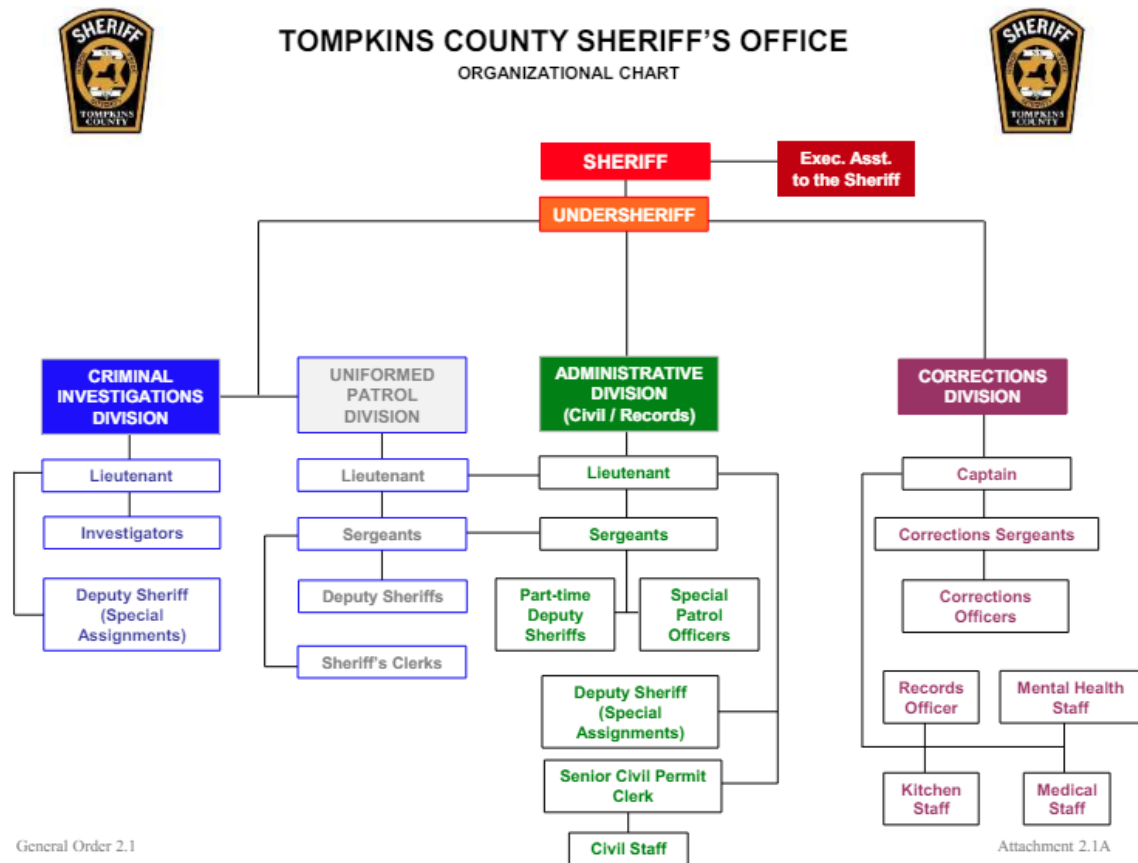 SHERIFF
TOMPKINS
COUNTY
TOMPKINS COUNTY SHERIFF'S OFFICE
ORGANIZATIONAL CHART
SHERIFF
TOMPKINS
COUNTY
SHERIFF
Exec. Asst.
to the Sheriff
UNDERSHERIFF
CRIMINAL
INVESTIGATIONS
DIVISION
UNIFORMED
PATROL
DIVISION
ADMINISTRATIVE
DIVISION
(Civil / Records)
CORRECTIONS
DIVISION
Lieutenant
Lieutenant
Lieutenant
Captain
Investigators
Sergeants
Sergeants
Corrections Sergeants
Deputy Sheriff
(Special
Assignments)
Deputy Sheriffs
Part-time
Deputy
Sheriffs
Special
Patrol
Officers
Corrections
Officers
Sheriff's Clerks
Deputy Sheriff
(Special
Assignments)
Records
Officer
Mental Health
Staff
Senior Civil Permit
Clerk
Kitchen
Staff
Medical
Staff
Civil Staff
General Order 2.1
Attachment 2.1A